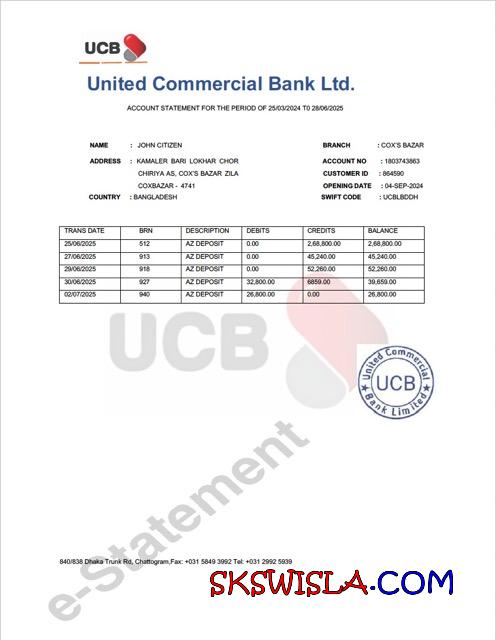 UCB
United Commercial Bank Ltd.
ACCOUNT STATEMENT FOR THE PERIOD OF 25/03/2024 T0 28/06/2025
NAME : JOHN CITIZEN BRANCH : COX'S BAZAR
ADDRESS : KAMALER BARI LOKHAR CHOR ACCOUNT NO : 1803743863
CHIRIYA AS, COX'S BAZAR ZILA CUSTOMER ID : 864590
COXBAZAR - 4741 OPENING DATE : 04-SEP-2024
COUNTRY : BANGLADESH SWIFT CODE : UCBLBDDH
TRANS DATE BRN DESCRIPTION DEBITS CREDITS BALANCE
25/06/2025 512 AZ DEPOSIT 0.00 2,68,800.00 2,68,800.00
27/06/2025 913 AZ DEPOSIT 0.00 45,240.00 45,240.00
29/06/2025 918 AZ DEPOSIT 0.00 52,260.00 52,260.00
30/06/2025 927 AZ DEPOSIT 32,800.00 6859.00 39,659.00
02/07/2025 940 AZ DEPOSIT 26,800.00 0.00 26,800.00
UCB
United Commercial
UCB
Bank Limited
e-Statement
840/838 Dhaka Trunk Rd, Chattogram,Fax: +031 5849 3992 Tel: +031 2992 5939
SKSWISLA.COM